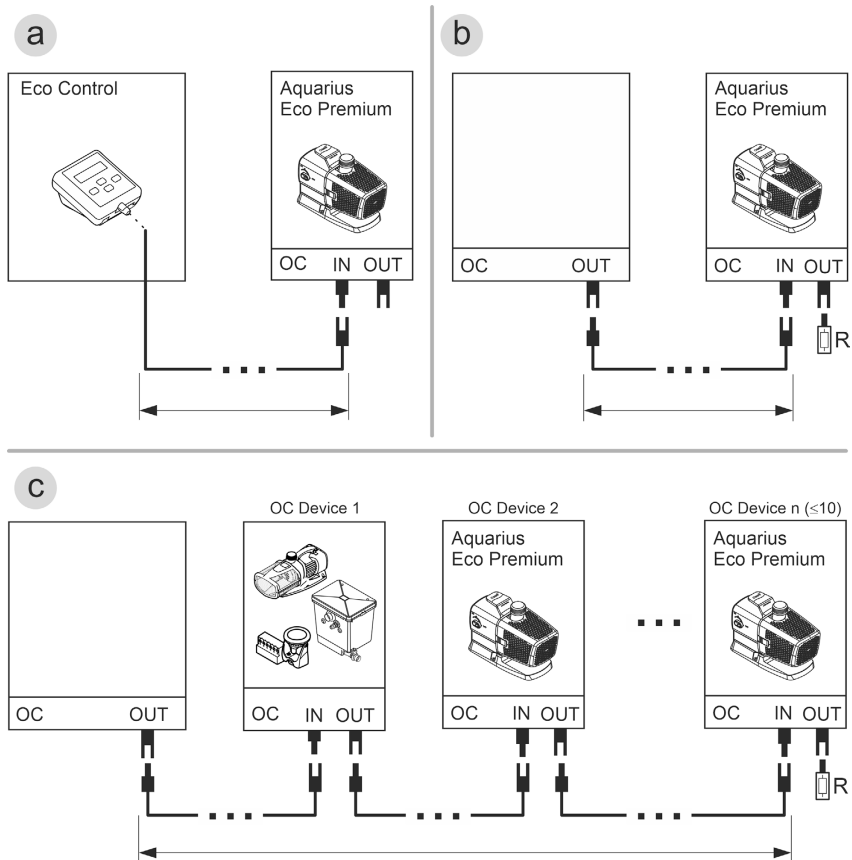 a
Eco Control
Aquarius
Eco Premium
OC IN OUT
b
Aquarius
Eco Premium
OC OUT
OC IN OUT
R
c
OC Device 1
OC Device 2
OC Device n (≤10)
Aquarius
Eco Premium
Aquarius
Eco Premium
OC OUT
OC IN OUT
OC IN OUT
OC IN OUT
R